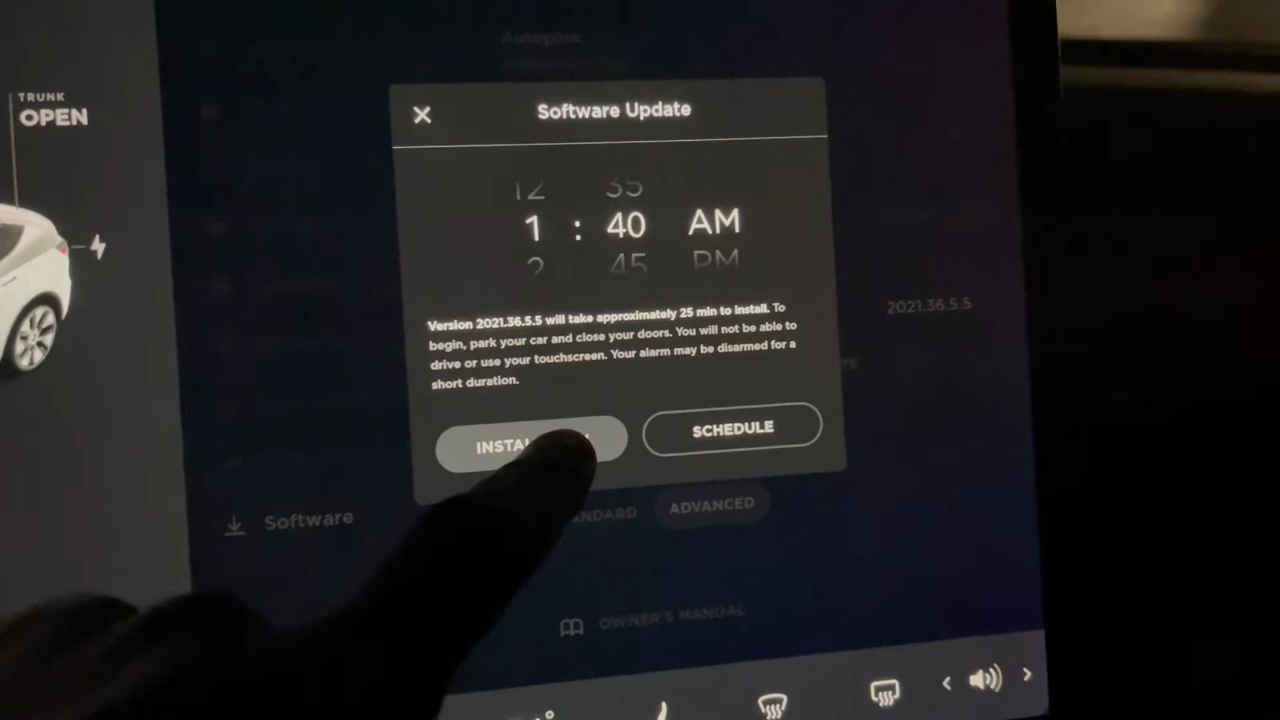 Autopilot
TRUNK
OPEN
Software Update
12 35
1 : 40 AM
2 45 PM
Version 2021.36.5.5 will take approximately 25 min to install. To
begin, park your car and close your doors. You will not be able to
drive or use your touchscreen. Your alarm may be disarmed for a
short duration.
2021.36.5.5
SCHEDULE
ADVANCED
Software
OWNER'S MANUAL